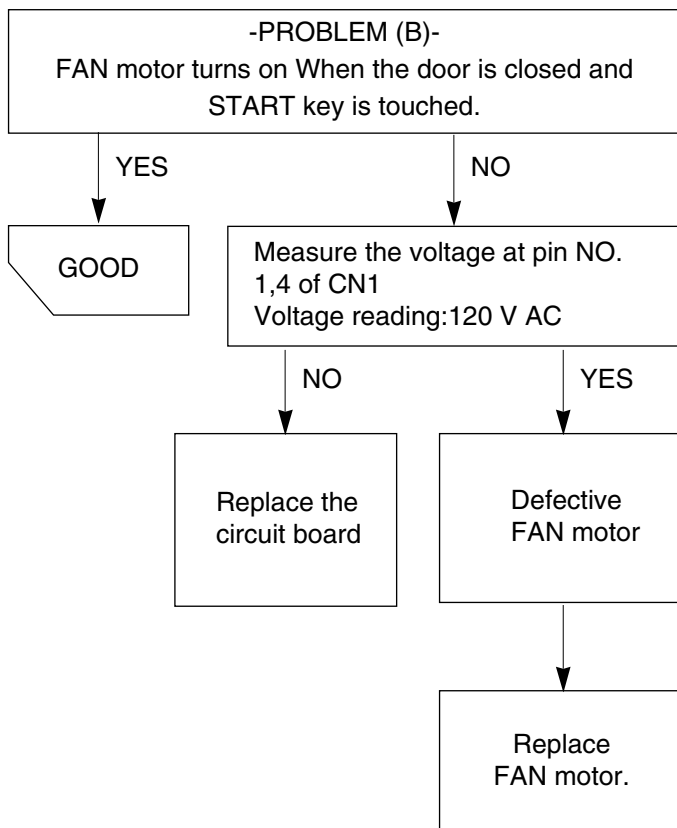 -PROBLEM (B)-
FAN motor turns on When the door is closed and
START key is touched.
YES
NO
GOOD
Measure the voltage at pin NO.
1,4 of CN1
Voltage reading:120 V AC
NO
YES
Replace the
circuit board
Defective
FAN motor
Replace
FAN motor.